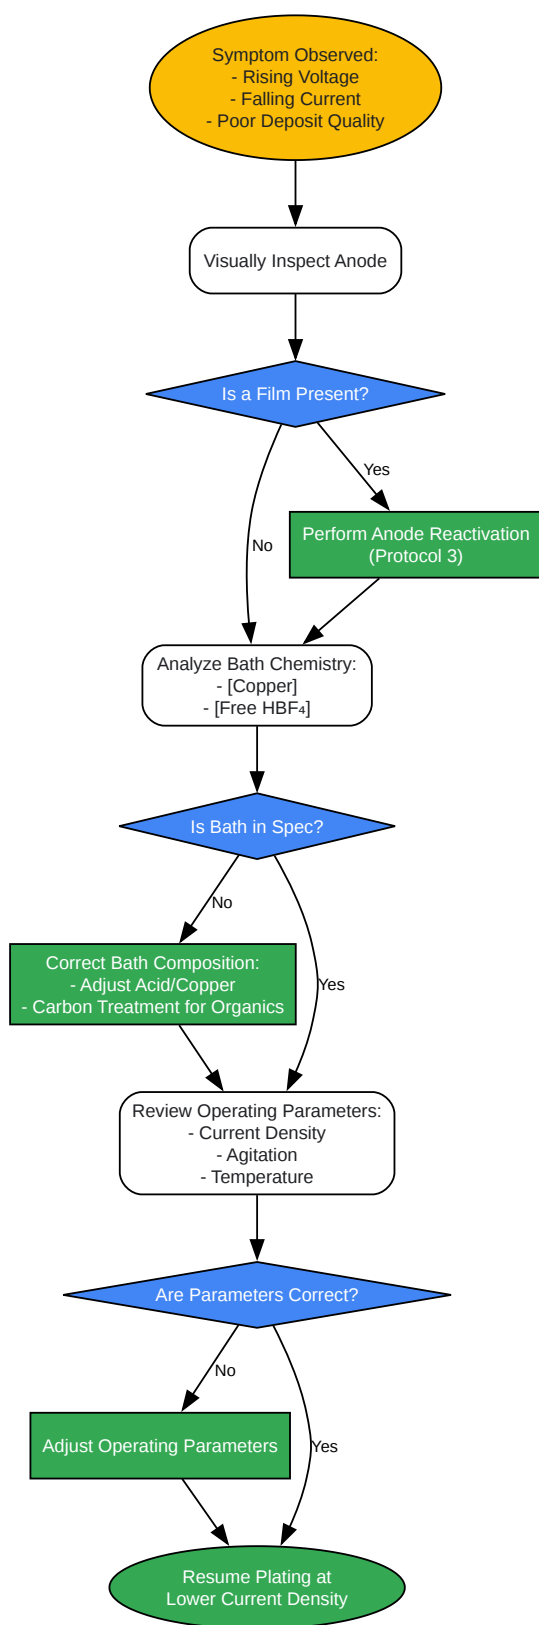 Symptom Observed:
- Rising Voltage
- Falling Current
- Poor Deposit Quality
Visually Inspect Anode
Is a Film Present?
Yes
Perform Anode Reactivation
(Protocol 3)
No
Analyze Bath Chemistry:
- [Copper]
- [Free HBF₄]
Is Bath in Spec?
No
Correct Bath Composition:
- Adjust Acid/Copper
- Carbon Treatment for Organics
Yes
Review Operating Parameters:
- Current Density
- Agitation
- Temperature
Are Parameters Correct?
No
Adjust Operating Parameters
Yes
Resume Plating at
Lower Current Density